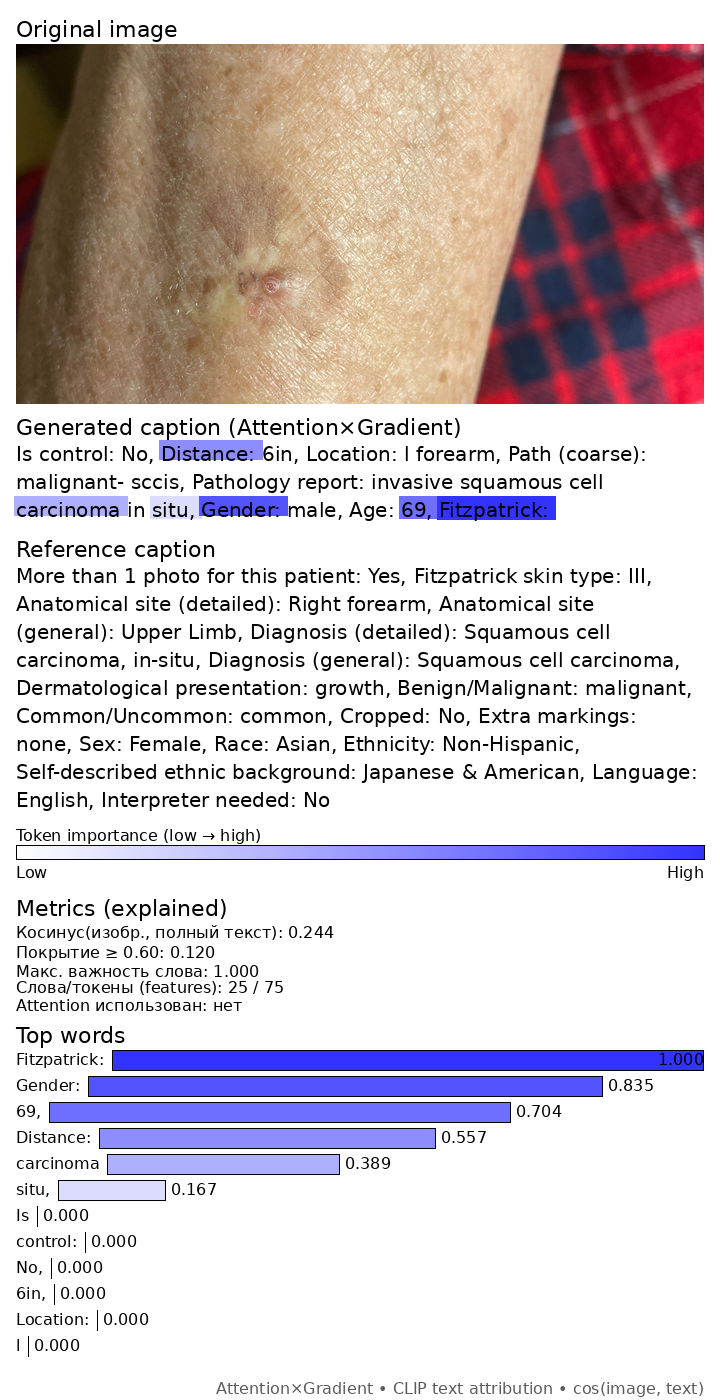 Original image
Generated caption (Attention×Gradient)
Is control: No, Distance: 6in, Location: l forearm, Path (coarse):
malignant- sccis, Pathology report: invasive squamous cell
carcinoma in situ, Gender: male, Age: 69, Fitzpatrick:
Reference caption
More than 1 photo for this patient: Yes, Fitzpatrick skin type: III,
Anatomical site (detailed): Right forearm, Anatomical site
(general): Upper Limb, Diagnosis (detailed): Squamous cell
carcinoma, in-situ, Diagnosis (general): Squamous cell carcinoma,
Dermatological presentation: growth, Benign/Malignant: malignant,
Common/Uncommon: common, Cropped: No, Extra markings:
none, Sex: Female, Race: Asian, Ethnicity: Non-Hispanic,
Self-described ethnic background: Japanese & American, Language:
English, Interpreter needed: No
Token importance (low → high)
Low High
Metrics (explained)
Косинус(изобр., полный текст): 0.244
Покрытие ≥ 0.60: 0.120
Макс. важность слова: 1.000
Слова/токены (features): 25 / 75
Attention использован: нет
Top words
Fitzpatrick: 1.000
Gender: 0.835
69, 0.704
Distance: 0.557
carcinoma 0.389
situ, 0.167
Is 0.000
control: 0.000
No, 0.000
6in, 0.000
Location: 0.000
l 0.000
Attention×Gradient • CLIP text attribution • cos(image, text)